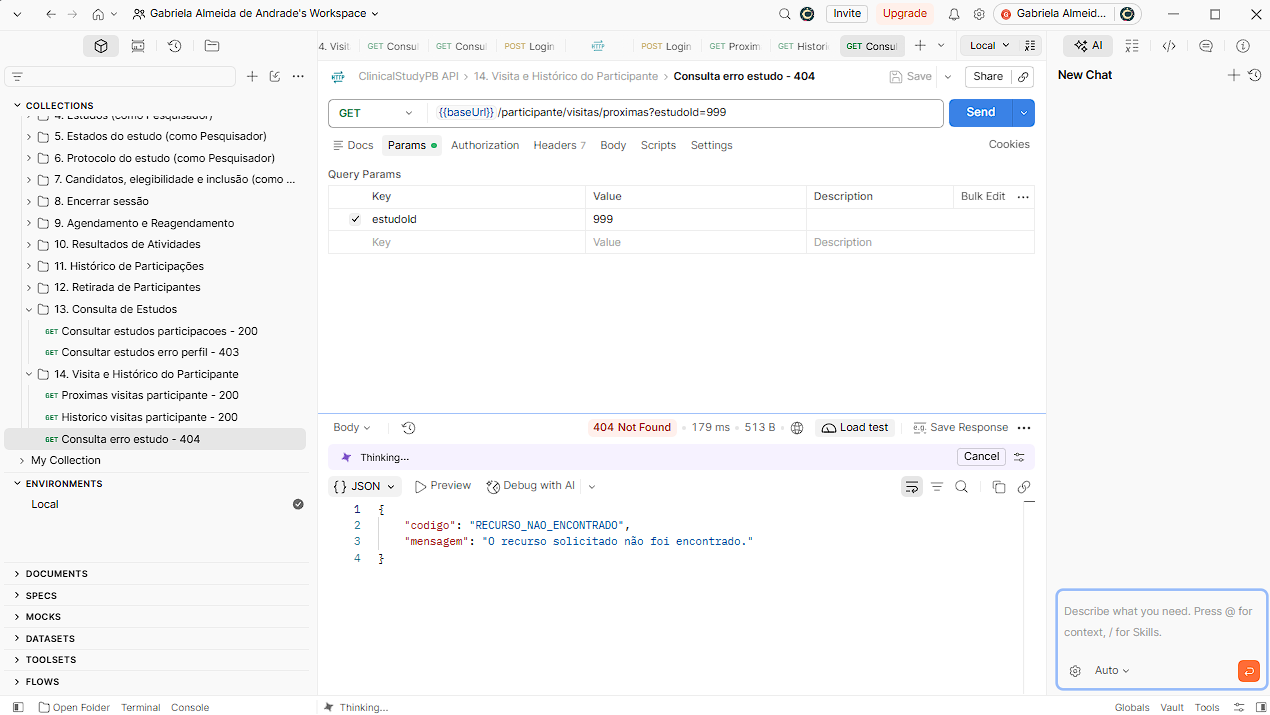 Gabriela Almeida de Andrade's Workspace
Invite
Upgrade
Gabriela Almeid...
4. Visit
GET Consul
GET Consu
POST Login
HTTP
POST Login
GET Proxim
GET Histori
GET Consu
Local
AI
HTTP ClinicalStudyPB API > 14. Visita e Histórico do Participante > Consulta erro estudo - 404
Save
Share
New Chat
COLLECTIONS
4. Estudos (como Pesquisador)
5. Estados do estudo (como Pesquisador)
6. Protocolo do estudo (como Pesquisador)
7. Candidatos, elegibilidade e inclusão (como ...
8. Encerrar sessão
9. Agendamento e Reagendamento
10. Resultados de Atividades
11. Histórico de Participações
12. Retirada de Participantes
13. Consulta de Estudos
GET Consultar estudos participacoes - 200
GET Consultar estudos erro perfil - 403
14. Visita e Histórico do Participante
GET Proximas visitas participante - 200
GET Historico visitas participante - 200
GET Consulta erro estudo - 404
My Collection
ENVIRONMENTS
Local
DOCUMENTS
SPECS
MOCKS
DATASETS
TOOLSETS
FLOWS
GET
{{baseUrl}} /participante/visitas/proximas?estudoId=999
Send
Docs
Params
Authorization
Headers 7
Body
Scripts
Settings
Cookies
Query Params
Key Value Description Bulk Edit
estudoId 999
Key Value Description
Body
404 Not Found • 179 ms • 513 B
Load test
e.g. Save Response
Thinking...
Cancel
{} JSON
Preview
Debug with AI
1 {
2 "codigo": "RECURSO_NAO_ENCONTRADO",
3 "mensagem": "O recurso solicitado não foi encontrado."
4 }
Describe what you need. Press @ for
context, / for Skills.
Auto
Open Folder
Terminal
Console
Thinking...
Globals
Vault
Tools